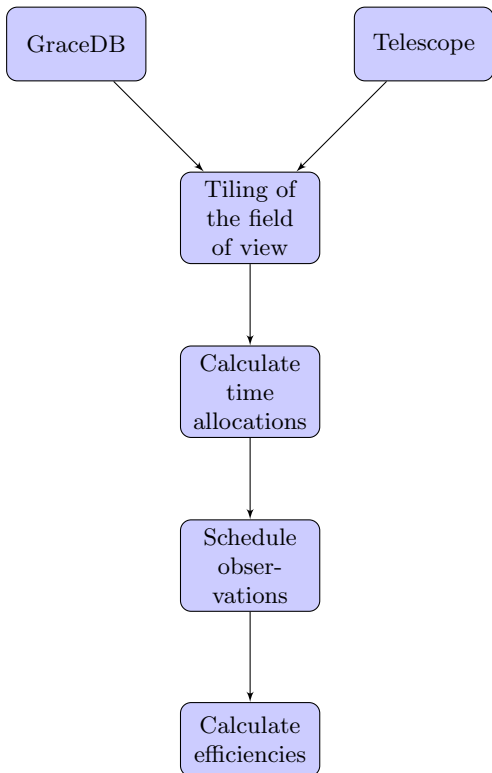 GraceDB
Telescope
Tiling of
the field
of view
Calculate
time
allocations
Schedule
obser-
vations
Calculate
efficiencies